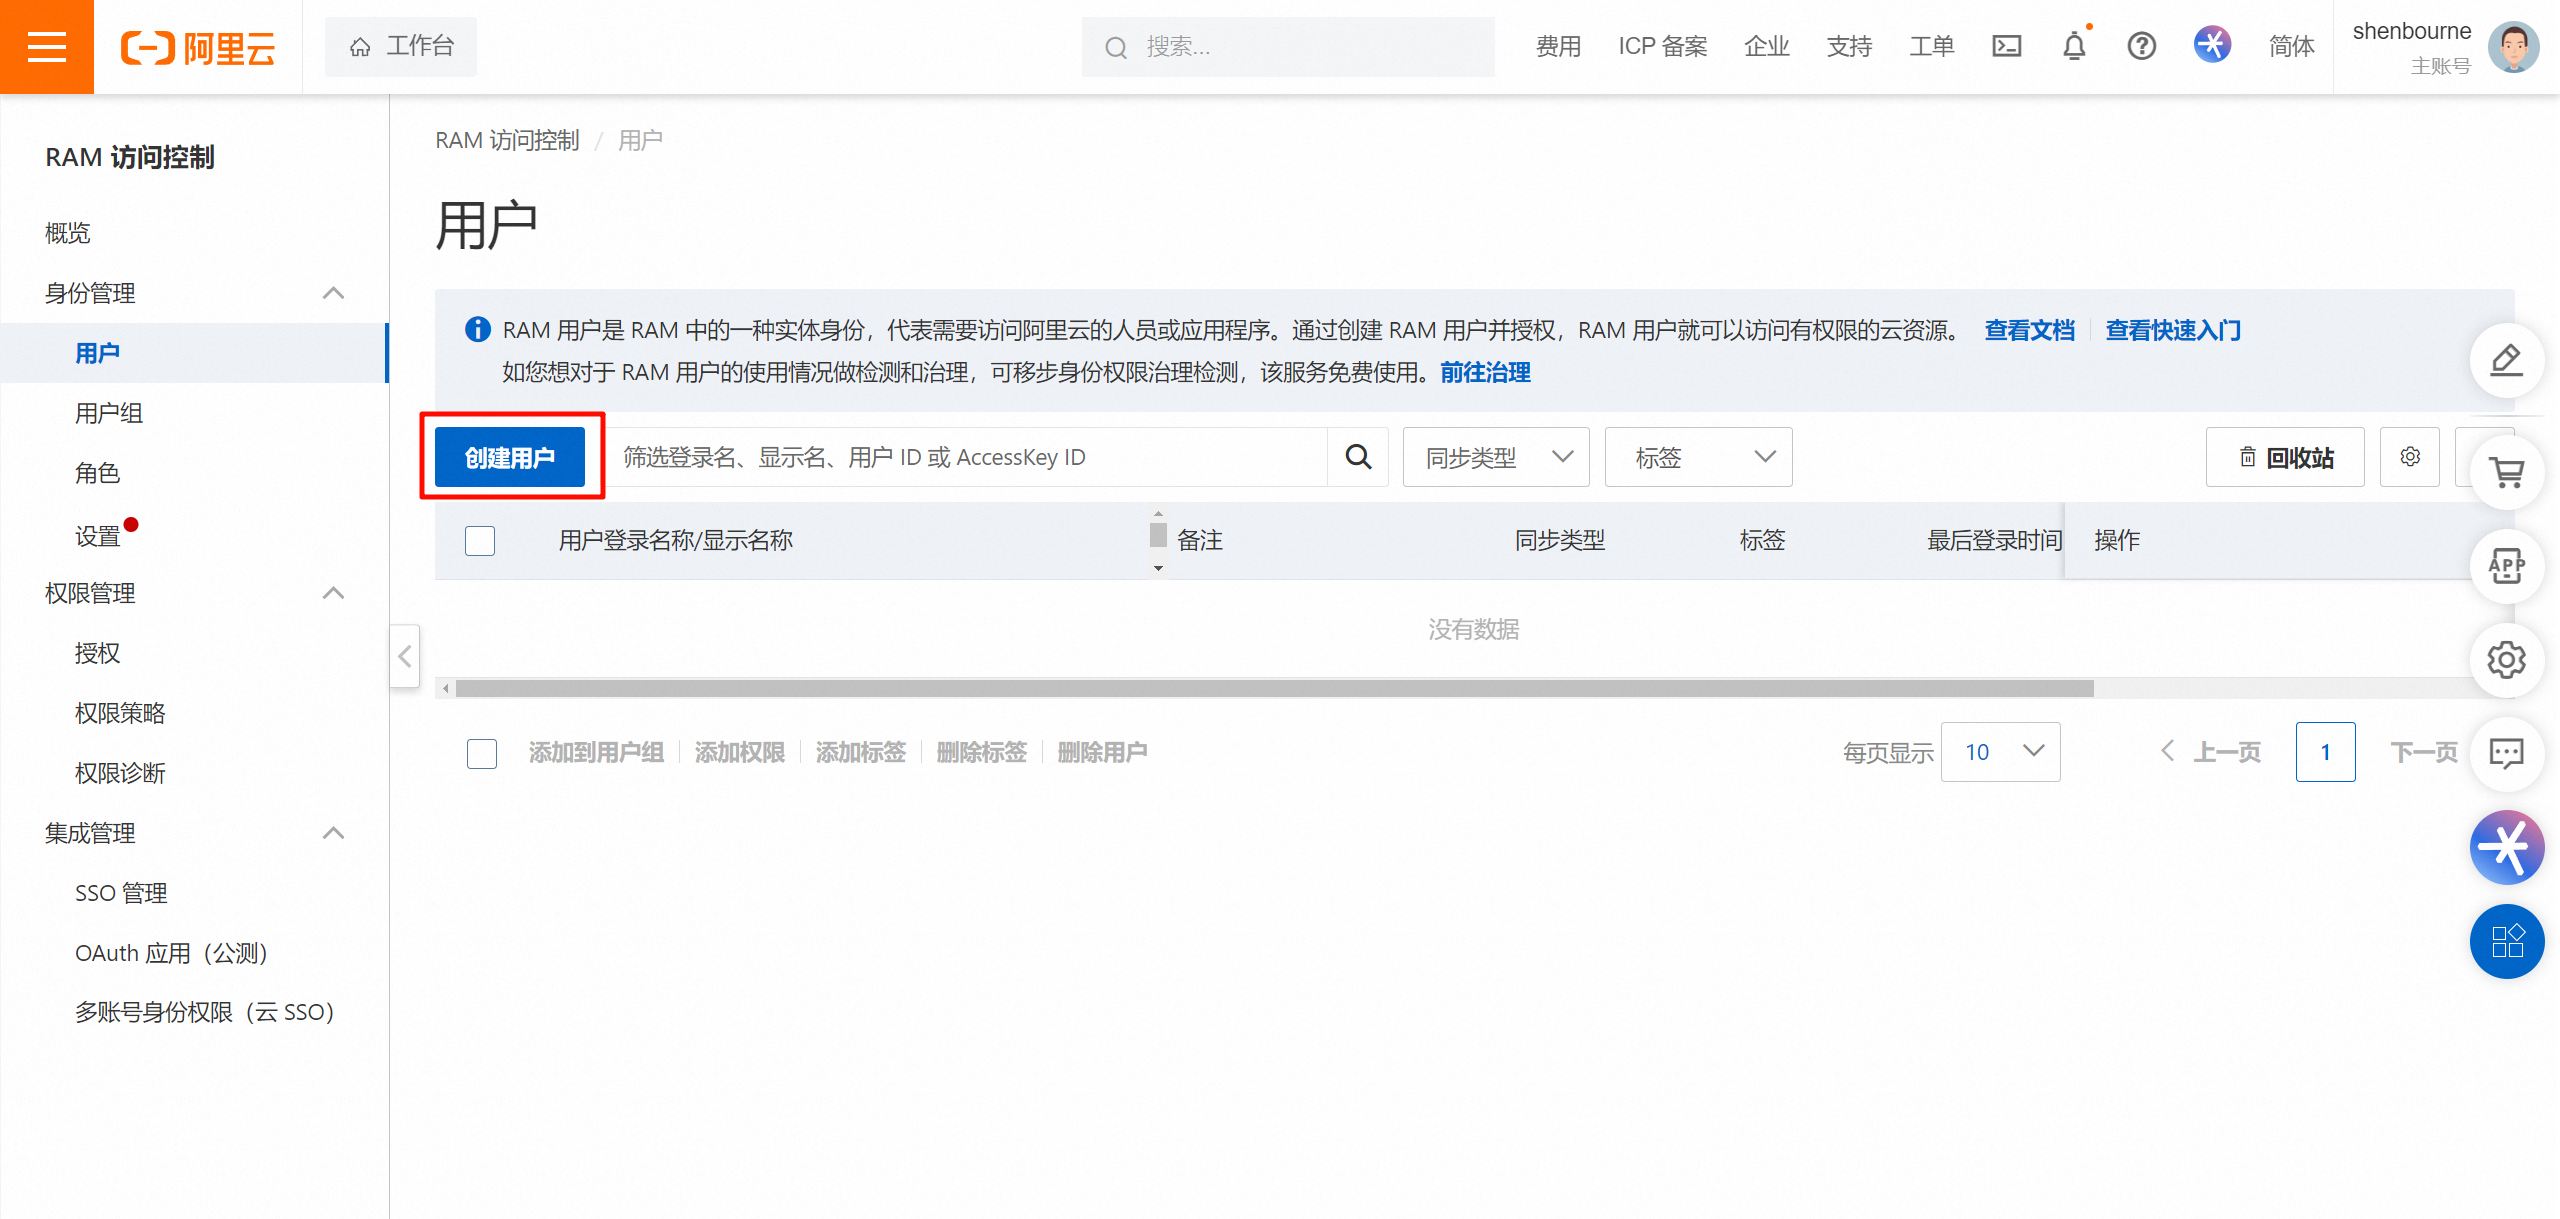 阿里云
工作台
搜索...
费用
ICP 备案
企业
支持
工单
简体
shenbourne
主账号
RAM 访问控制
概览
身份管理
用户
用户组
角色
设置
权限管理
授权
权限策略
权限诊断
集成管理
SSO 管理
OAuth 应用（公测）
多账号身份权限（云 SSO）
RAM 访问控制 / 用户
用户
RAM 用户是 RAM 中的一种实体身份，代表需要访问阿里云的人员或应用程序。通过创建 RAM 用户并授权，RAM 用户就可以访问有权限的云资源。 查看文档 查看快速入门
如您想对于 RAM 用户的使用情况做检测和治理，可移步身份权限治理检测，该服务免费使用。前往治理
创建用户
筛选登录名、显示名、用户 ID 或 AccessKey ID
同步类型
标签
回收站
用户登录名称/显示名称
备注
同步类型
标签
最后登录时间
操作
没有数据
添加到用户组
添加权限
添加标签
删除标签
删除用户
每页显示 10
上一页
1
下一页
APP